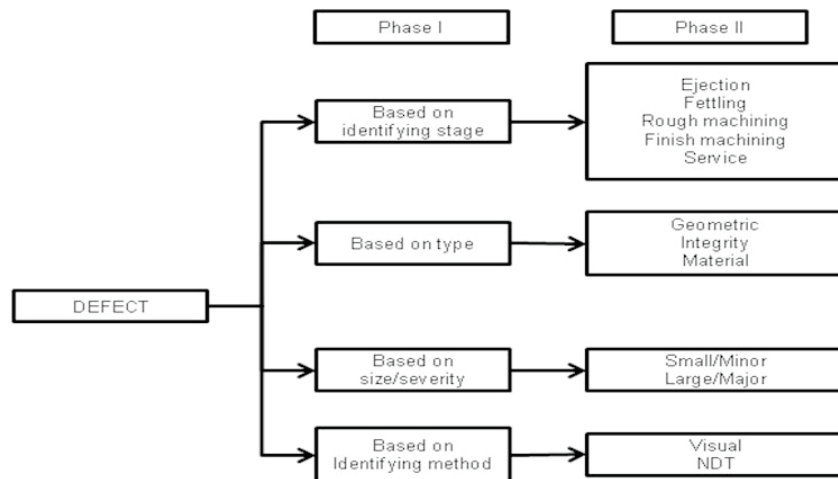 Phase I
Phase II
Based on
identifying stage
Ejection
Fettling
Rough machining
Finish machining
Service
Based on type
Geometric
Integrity
Material
DEFECT
Based on
size/severity
Small/Minor
Large/Major
Based on
Identifying method
Visual
NDT